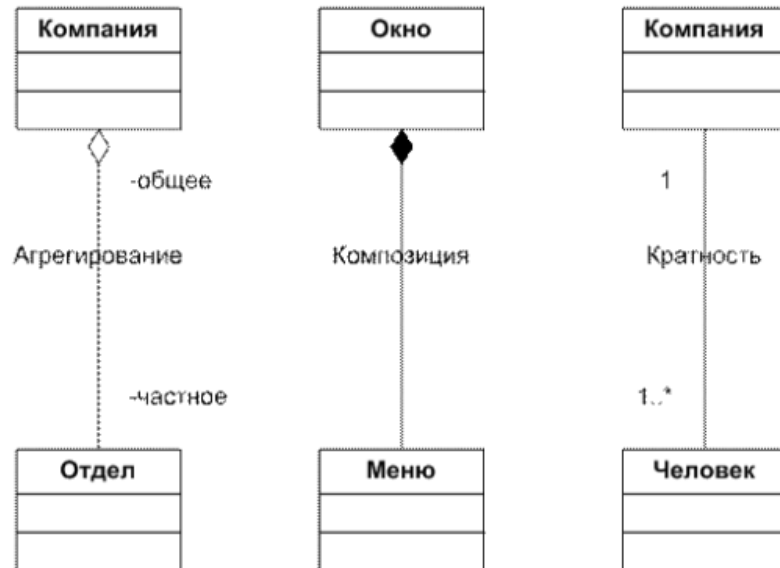 Компания
Окно
Компания
-общее
1
Агрегирование
Композиция
Кратность
-частное
1..*
Отдел
Меню
Человек